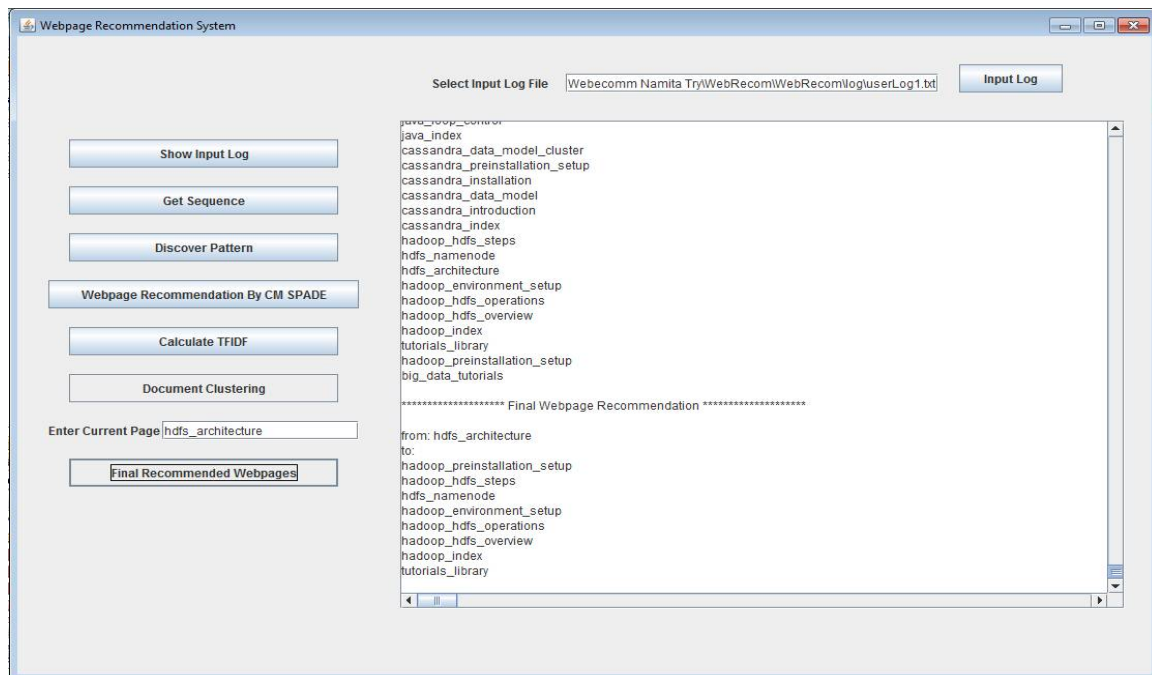 Webpage Recommendation System
Select Input Log File Webecomm Namita Try\WebRecom\WebRecom\log\userLog1.txt Input Log
Show Input Log
Get Sequence
Discover Pattern
Webpage Recommendation By CM SPADE
Calculate TFIDF
Document Clustering
Enter Current Page hdfs_architecture
Final Recommended Webpages
java_loop_control
java_index
cassandra_data_model_cluster
cassandra_preinstallation_setup
cassandra_installation
cassandra_data_model
cassandra_introduction
cassandra_index
hadoop_hdfs_steps
hdfs_namenode
hdfs_architecture
hadoop_environment_setup
hadoop_hdfs_operations
hadoop_hdfs_overview
hadoop_index
tutorials_library
hadoop_preinstallation_setup
big_data_tutorials
******************** Final Webpage Recommendation ********************
from: hdfs_architecture
to:
hadoop_preinstallation_setup
hadoop_hdfs_steps
hdfs_namenode
hadoop_environment_setup
hadoop_hdfs_operations
hadoop_hdfs_overview
hadoop_index
tutorials_library